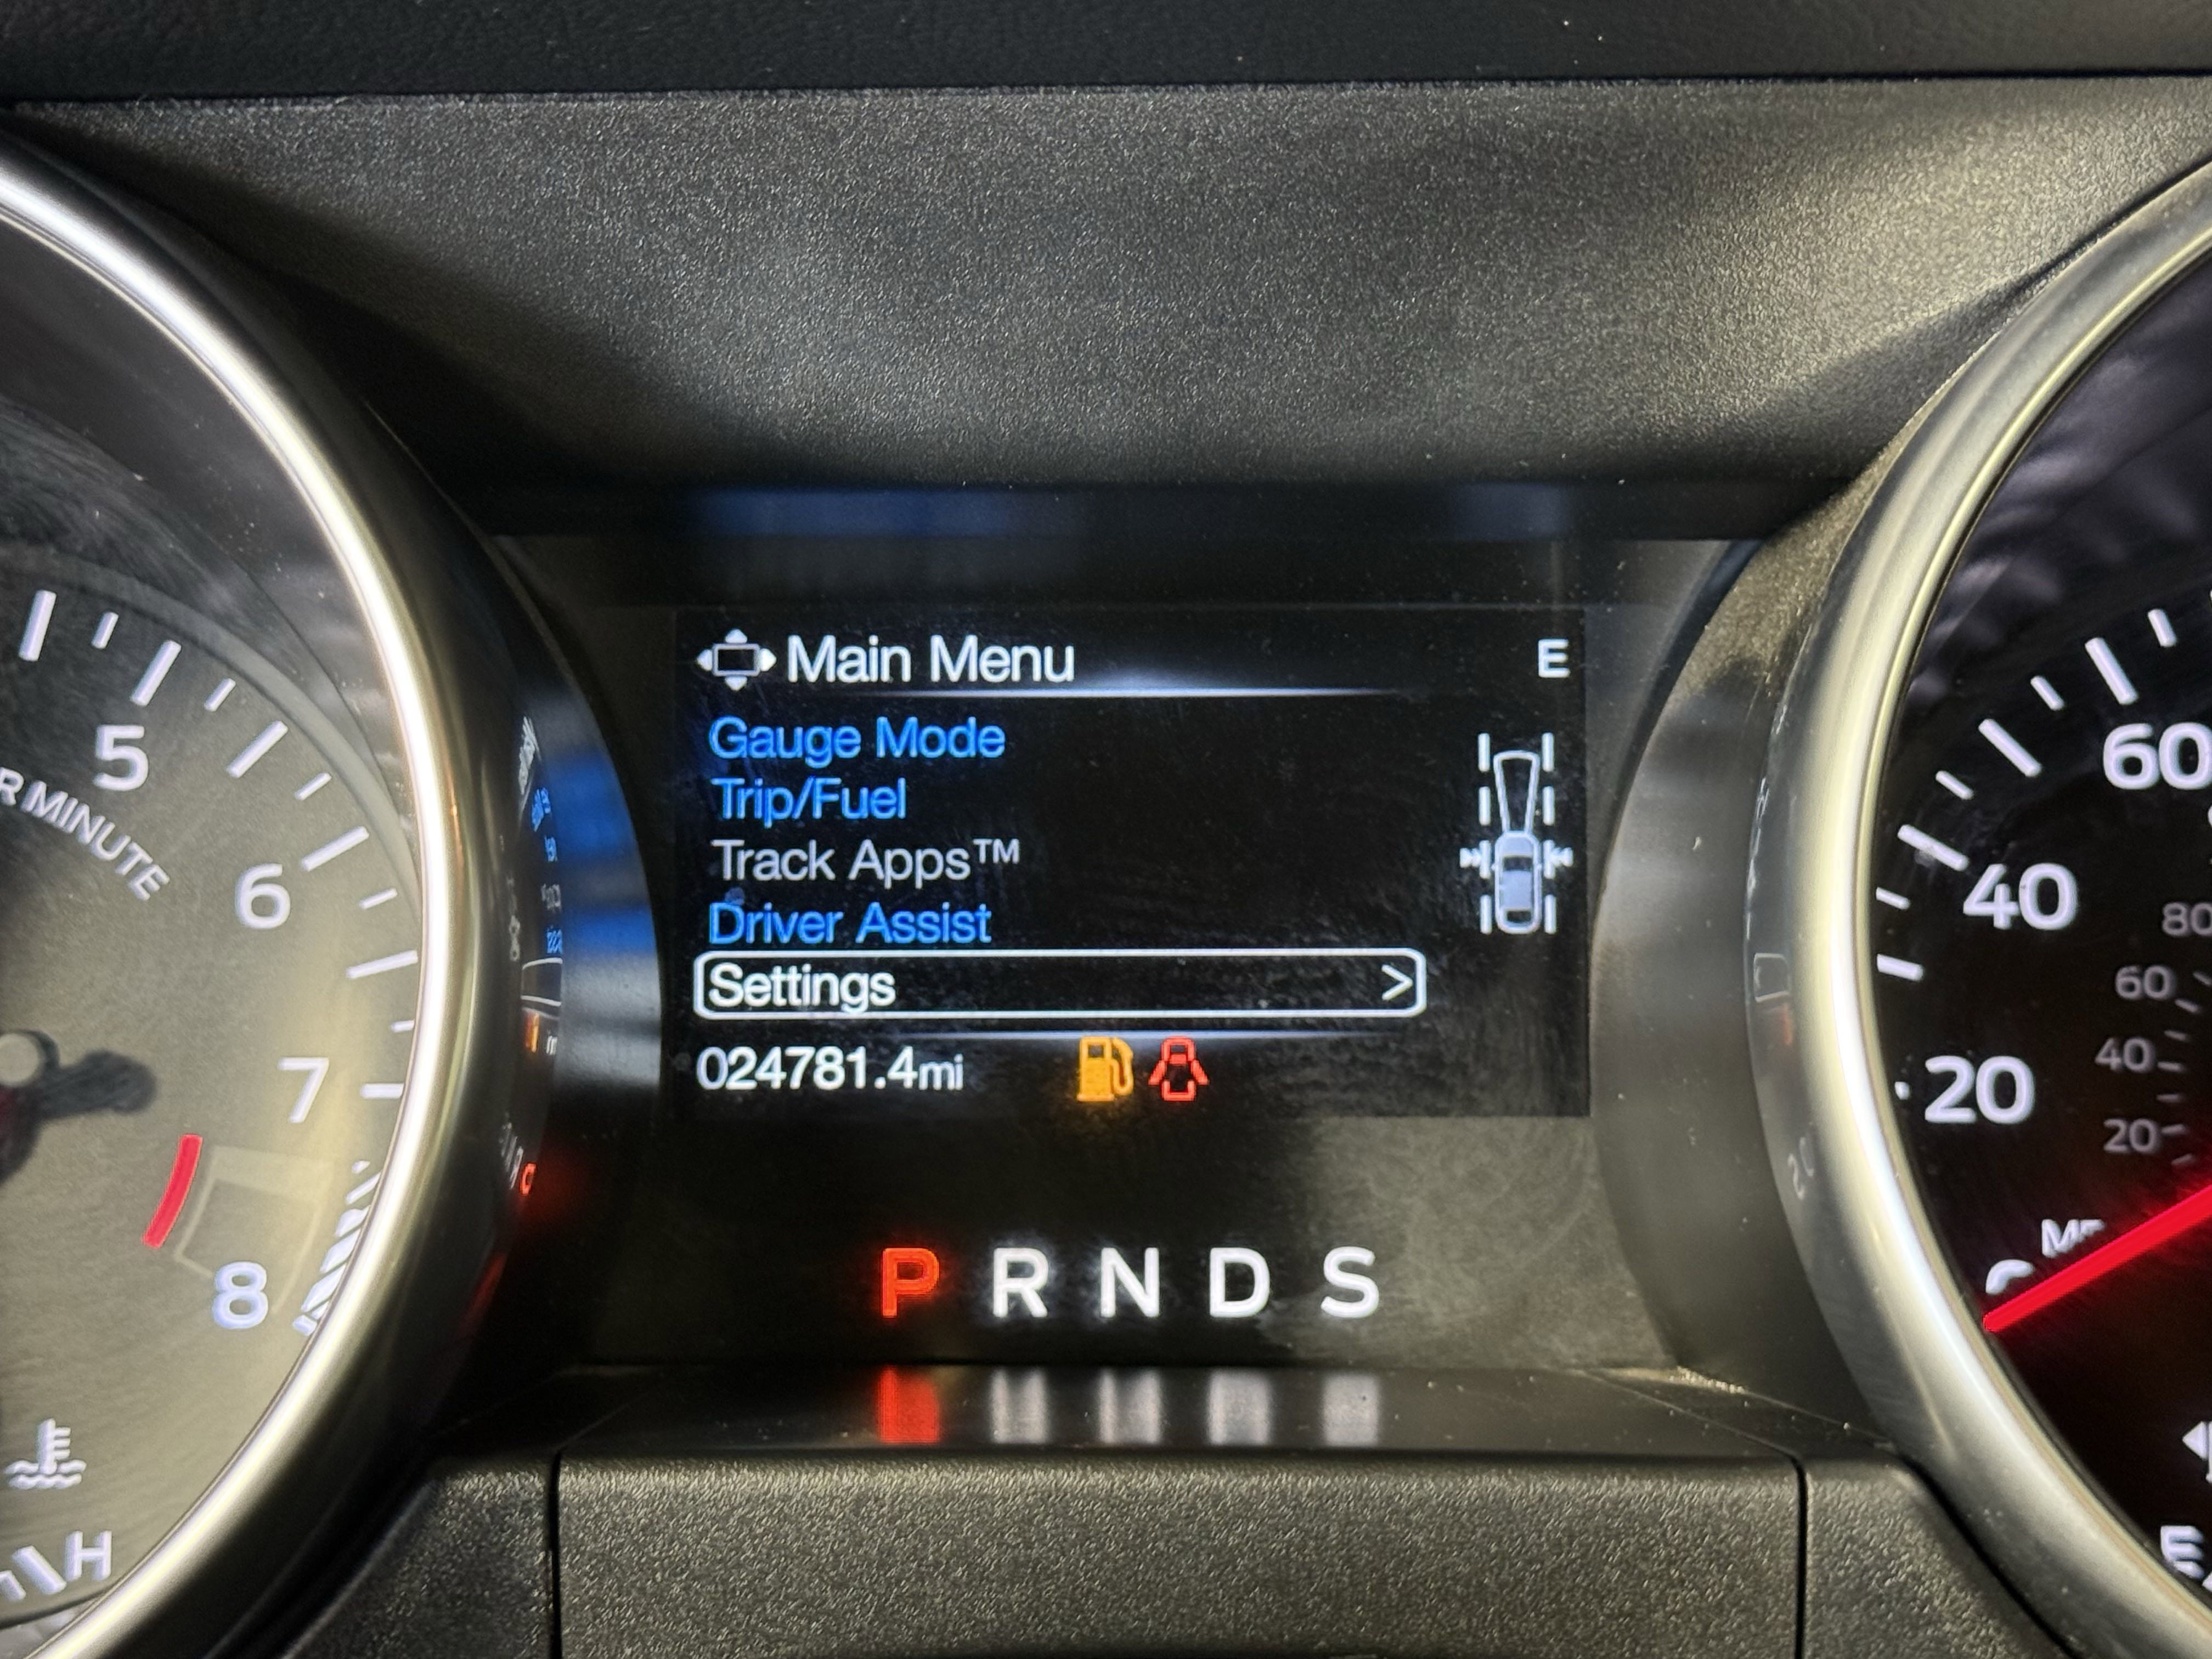 Main Menu
E
Gauge Mode
Trip/Fuel
Track Apps™
Driver Assist
Settings >
024781.4mi
P R N D S
5
R MINUTE
6
7
8
H
60
40
20
80
60
40
20
E